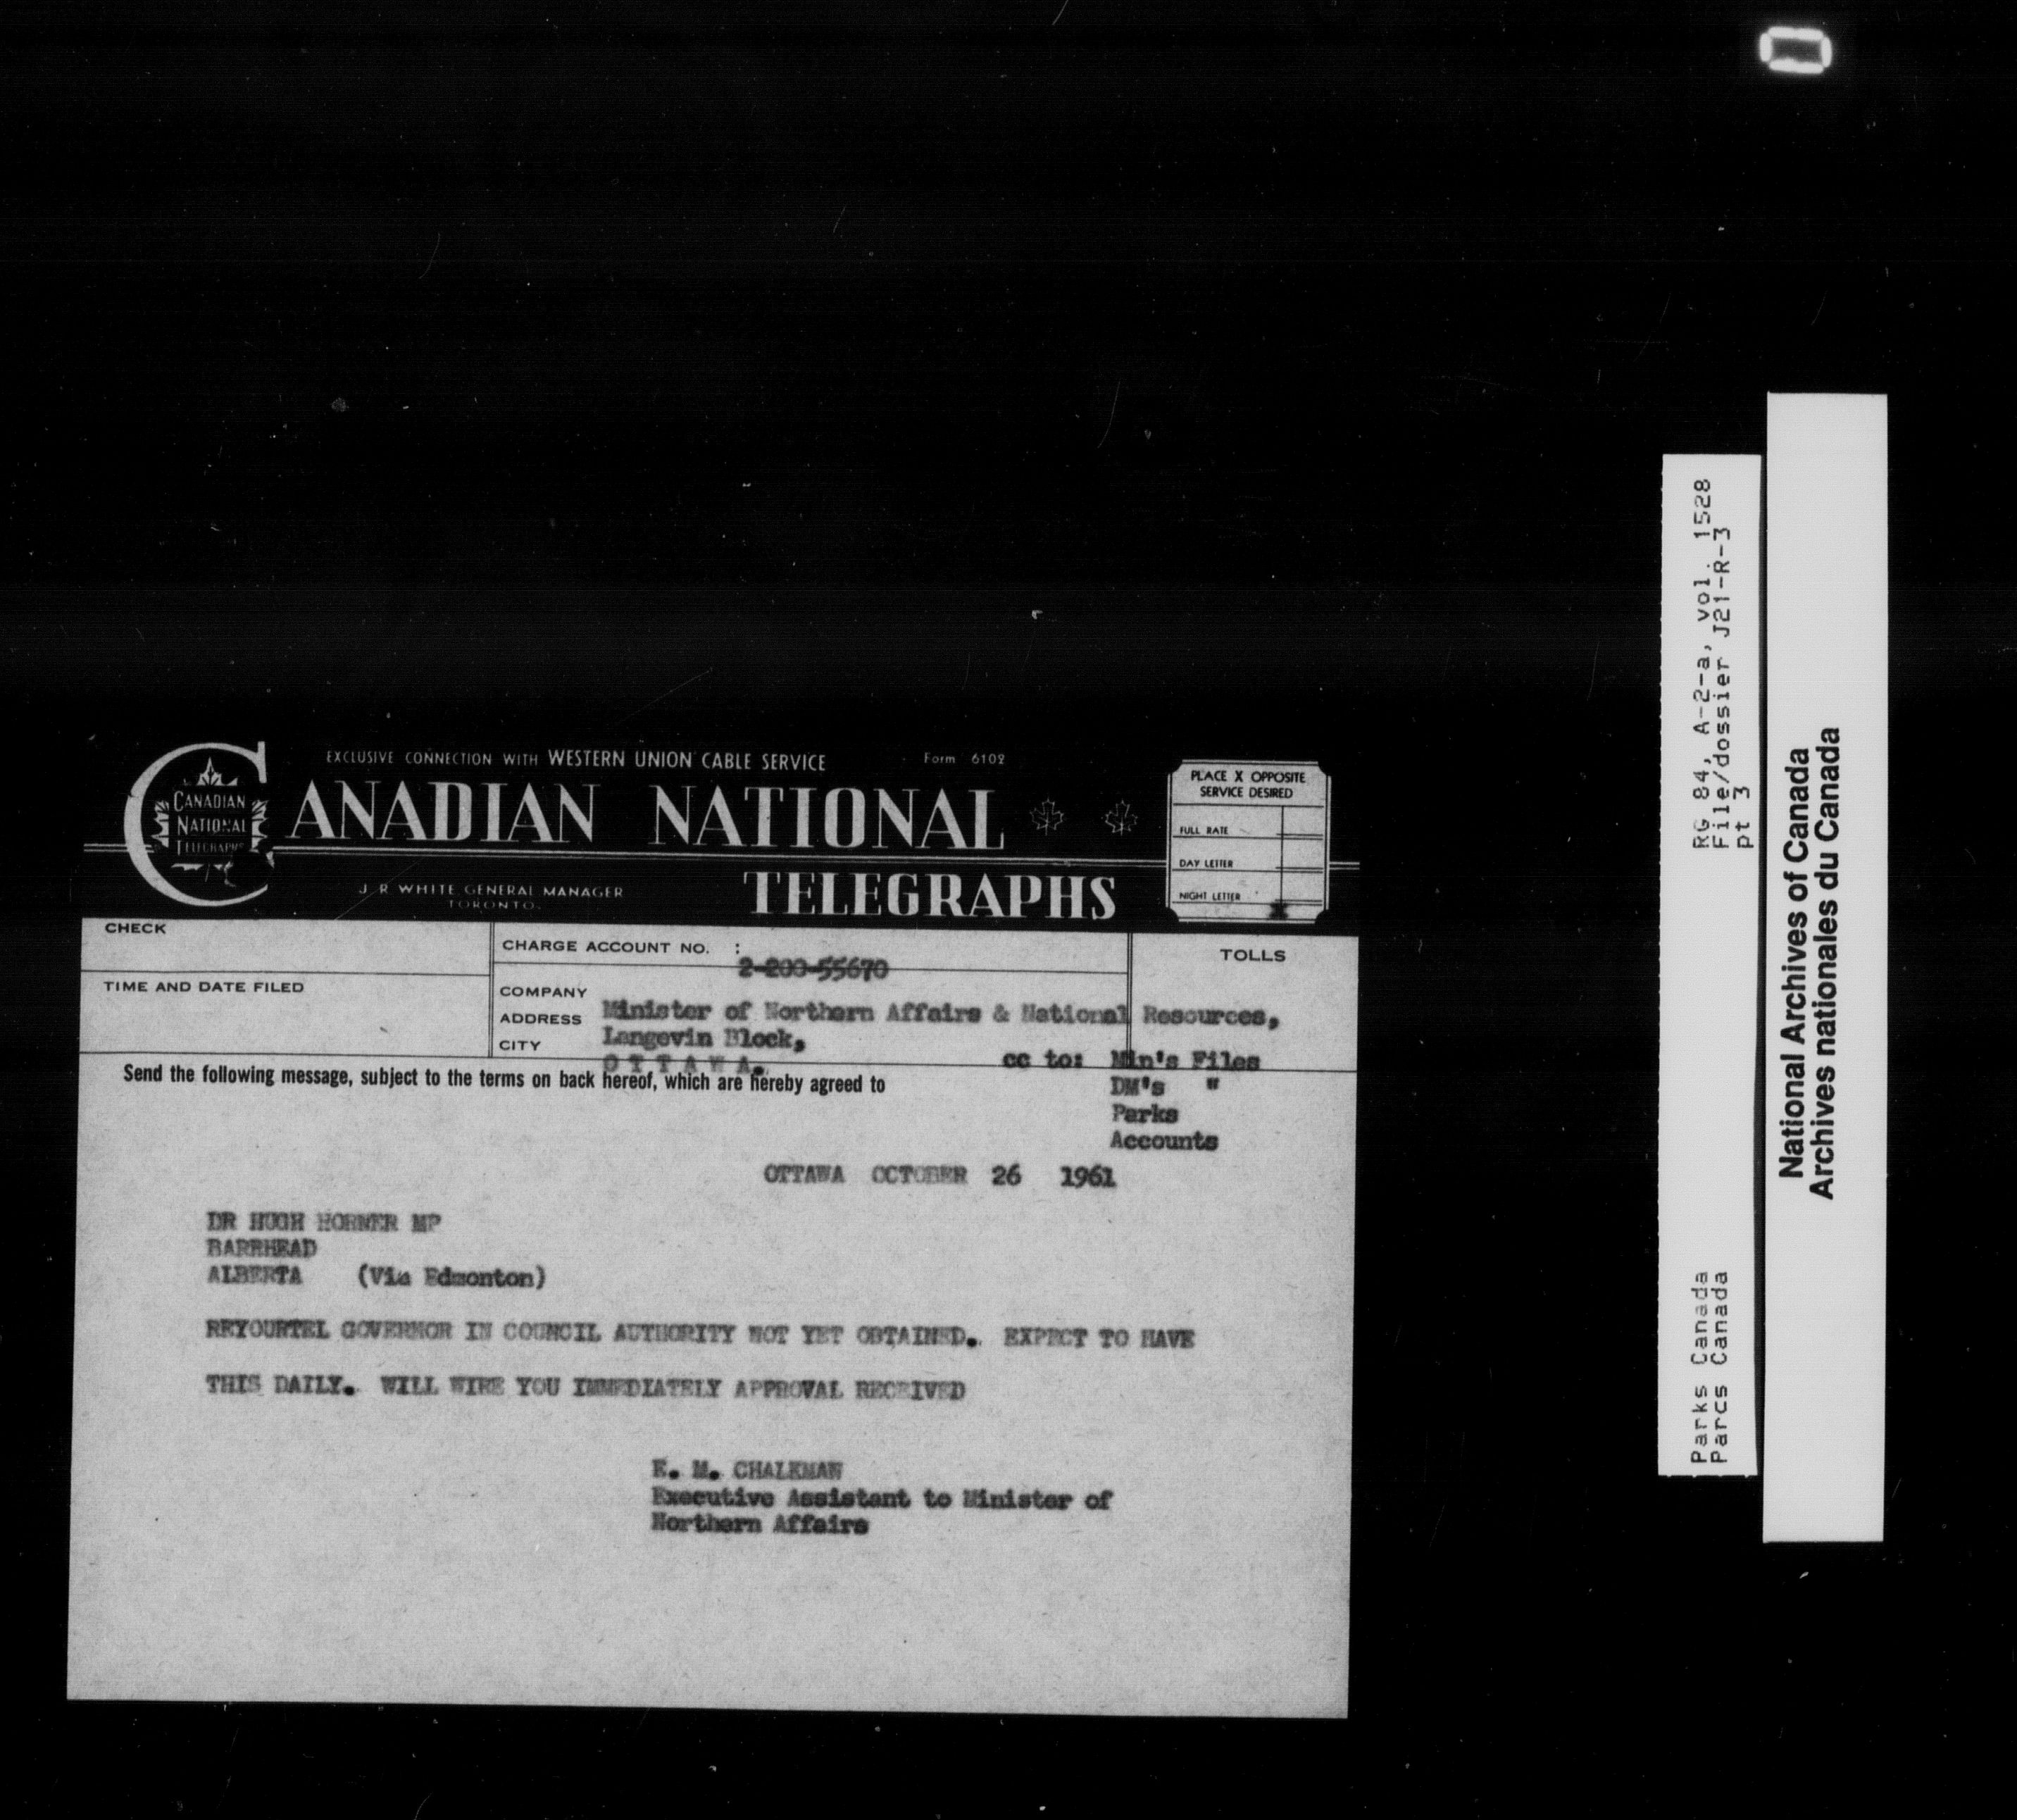 EXCLUSIVE CONNECTION WITH WESTERN UNION CABLE SERVICE Form 6102
CANADIAN NATIONAL
TELEGRAPHS
CANADIAN
NATIONAL
TELEGRAPHS
J. R. WHITE GENERAL MANAGER
TORONTO.
PLACE X OPPOSITE
SERVICE DESIRED
FULL RATE
DAY LETTER
NIGHT LETTER X
CHECK
TIME AND DATE FILED
CHARGE ACCOUNT NO. :
2-200-55670
TOLLS
COMPANY
ADDRESS Minister of Northern Affairs & National Resources,
CITY Langevin Block,
O T T A W A.
cc to: Min's Files
DM's "
Parks
Accounts
Send the following message, subject to the terms on back hereof, which are hereby agreed to
OTTAWA OCTOBER 26 1961
DR HUGH HORNER MP
BARRHEAD
ALBERTA (Via Edmonton)
REYOURTEL GOVERNOR IN COUNCIL AUTHORITY NOT YET OBTAINED. EXPECT TO HAVE
THIS DAILY. WILL WIRE YOU IMMEDIATELY APPROVAL RECEIVED
E. M. CHALKMAN
Executive Assistant to Minister of
Northern Affairs
RG 84, A-2-a, vol. 1528
File/dossier J21-R-3
pt 3
Parks Canada
Parcs Canada
National Archives of Canada
Archives nationales du Canada